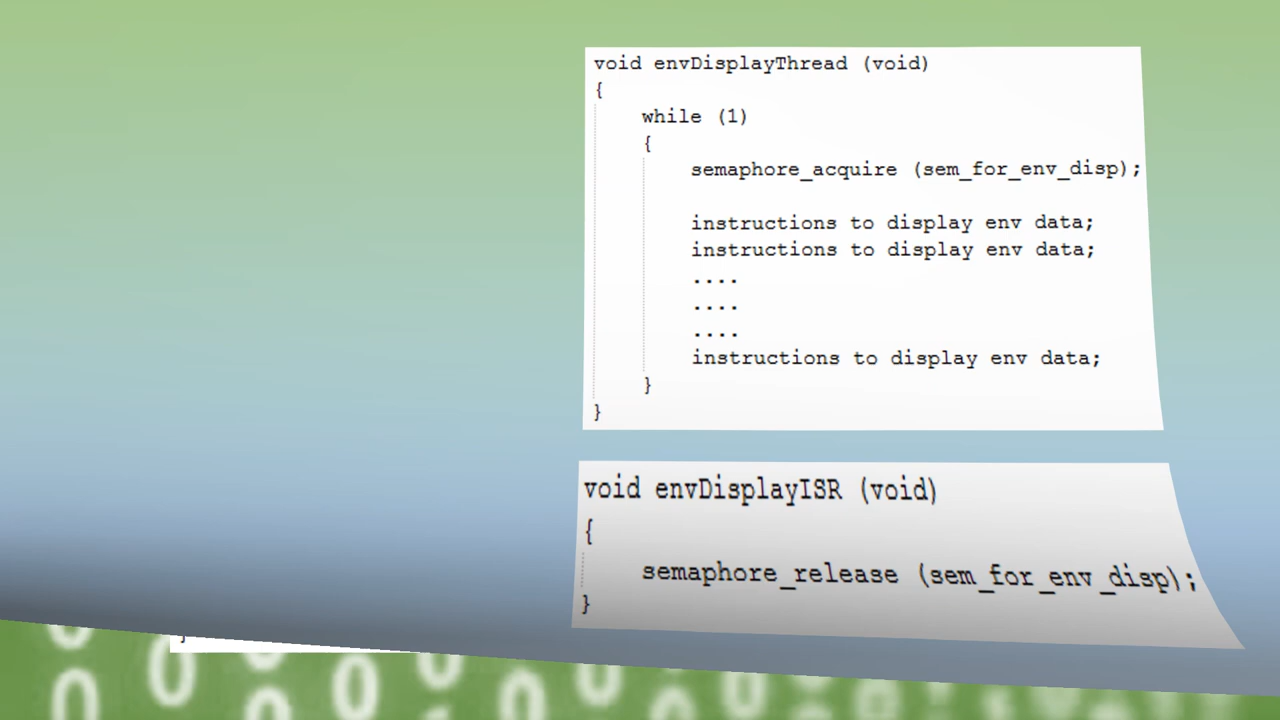 void envDisplayThread (void)
{
    while (1)
    {
        semaphore_acquire (sem_for_env_disp);

        instructions to display env data;
        instructions to display env data;
        ....
        ....
        ....
        instructions to display env data;
    }
}
void envDisplayISR (void)
{
    semaphore_release (sem_for_env_disp);
}
}